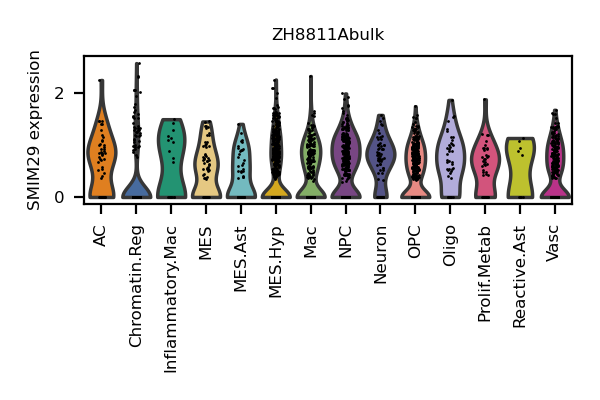 ZH8811Abulk
SMIM29 expression
2
0
AC
Chromatin.Reg
Inflammatory.Mac
MES
MES.Ast
MES.Hyp
Mac
NPC
Neuron
OPC
Oligo
Prolif.Metab
Reactive.Ast
Vasc